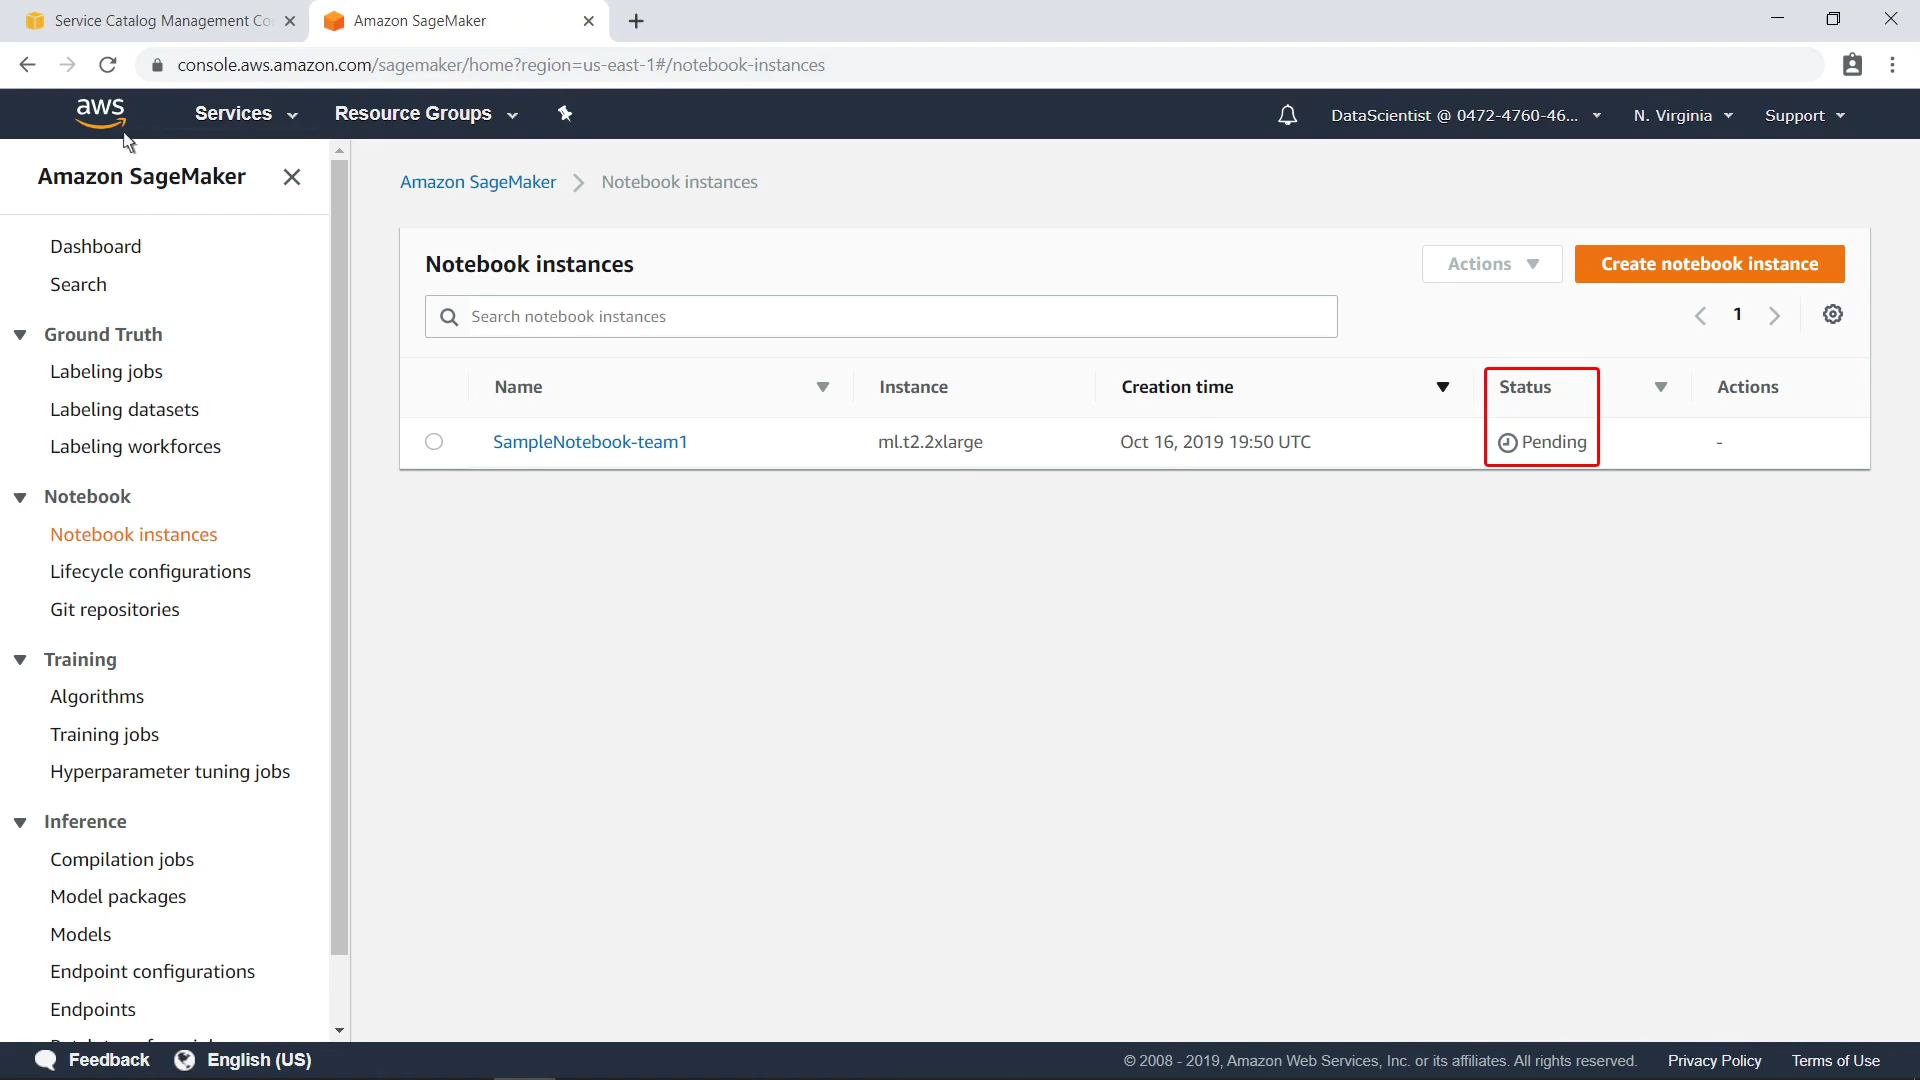 Service Catalog Management Co
Amazon SageMaker
console.aws.amazon.com/sagemaker/home?region=us-east-1#/notebook-instances
aws
Services
Resource Groups
DataScientist @ 0472-4760-46...
N. Virginia
Support
Amazon SageMaker
Dashboard
Search
Ground Truth
Labeling jobs
Labeling datasets
Labeling workforces
Notebook
Notebook instances
Lifecycle configurations
Git repositories
Training
Algorithms
Training jobs
Hyperparameter tuning jobs
Inference
Compilation jobs
Model packages
Models
Endpoint configurations
Endpoints
Amazon SageMaker
Notebook instances
Notebook instances
Actions
Create notebook instance
Search notebook instances
1
Name
Instance
Creation time
Status
Actions
SampleNotebook-team1
ml.t2.2xlarge
Oct 16, 2019 19:50 UTC
Pending
-
Feedback
English (US)
© 2008 - 2019, Amazon Web Services, Inc. or its affiliates. All rights reserved.
Privacy Policy
Terms of Use